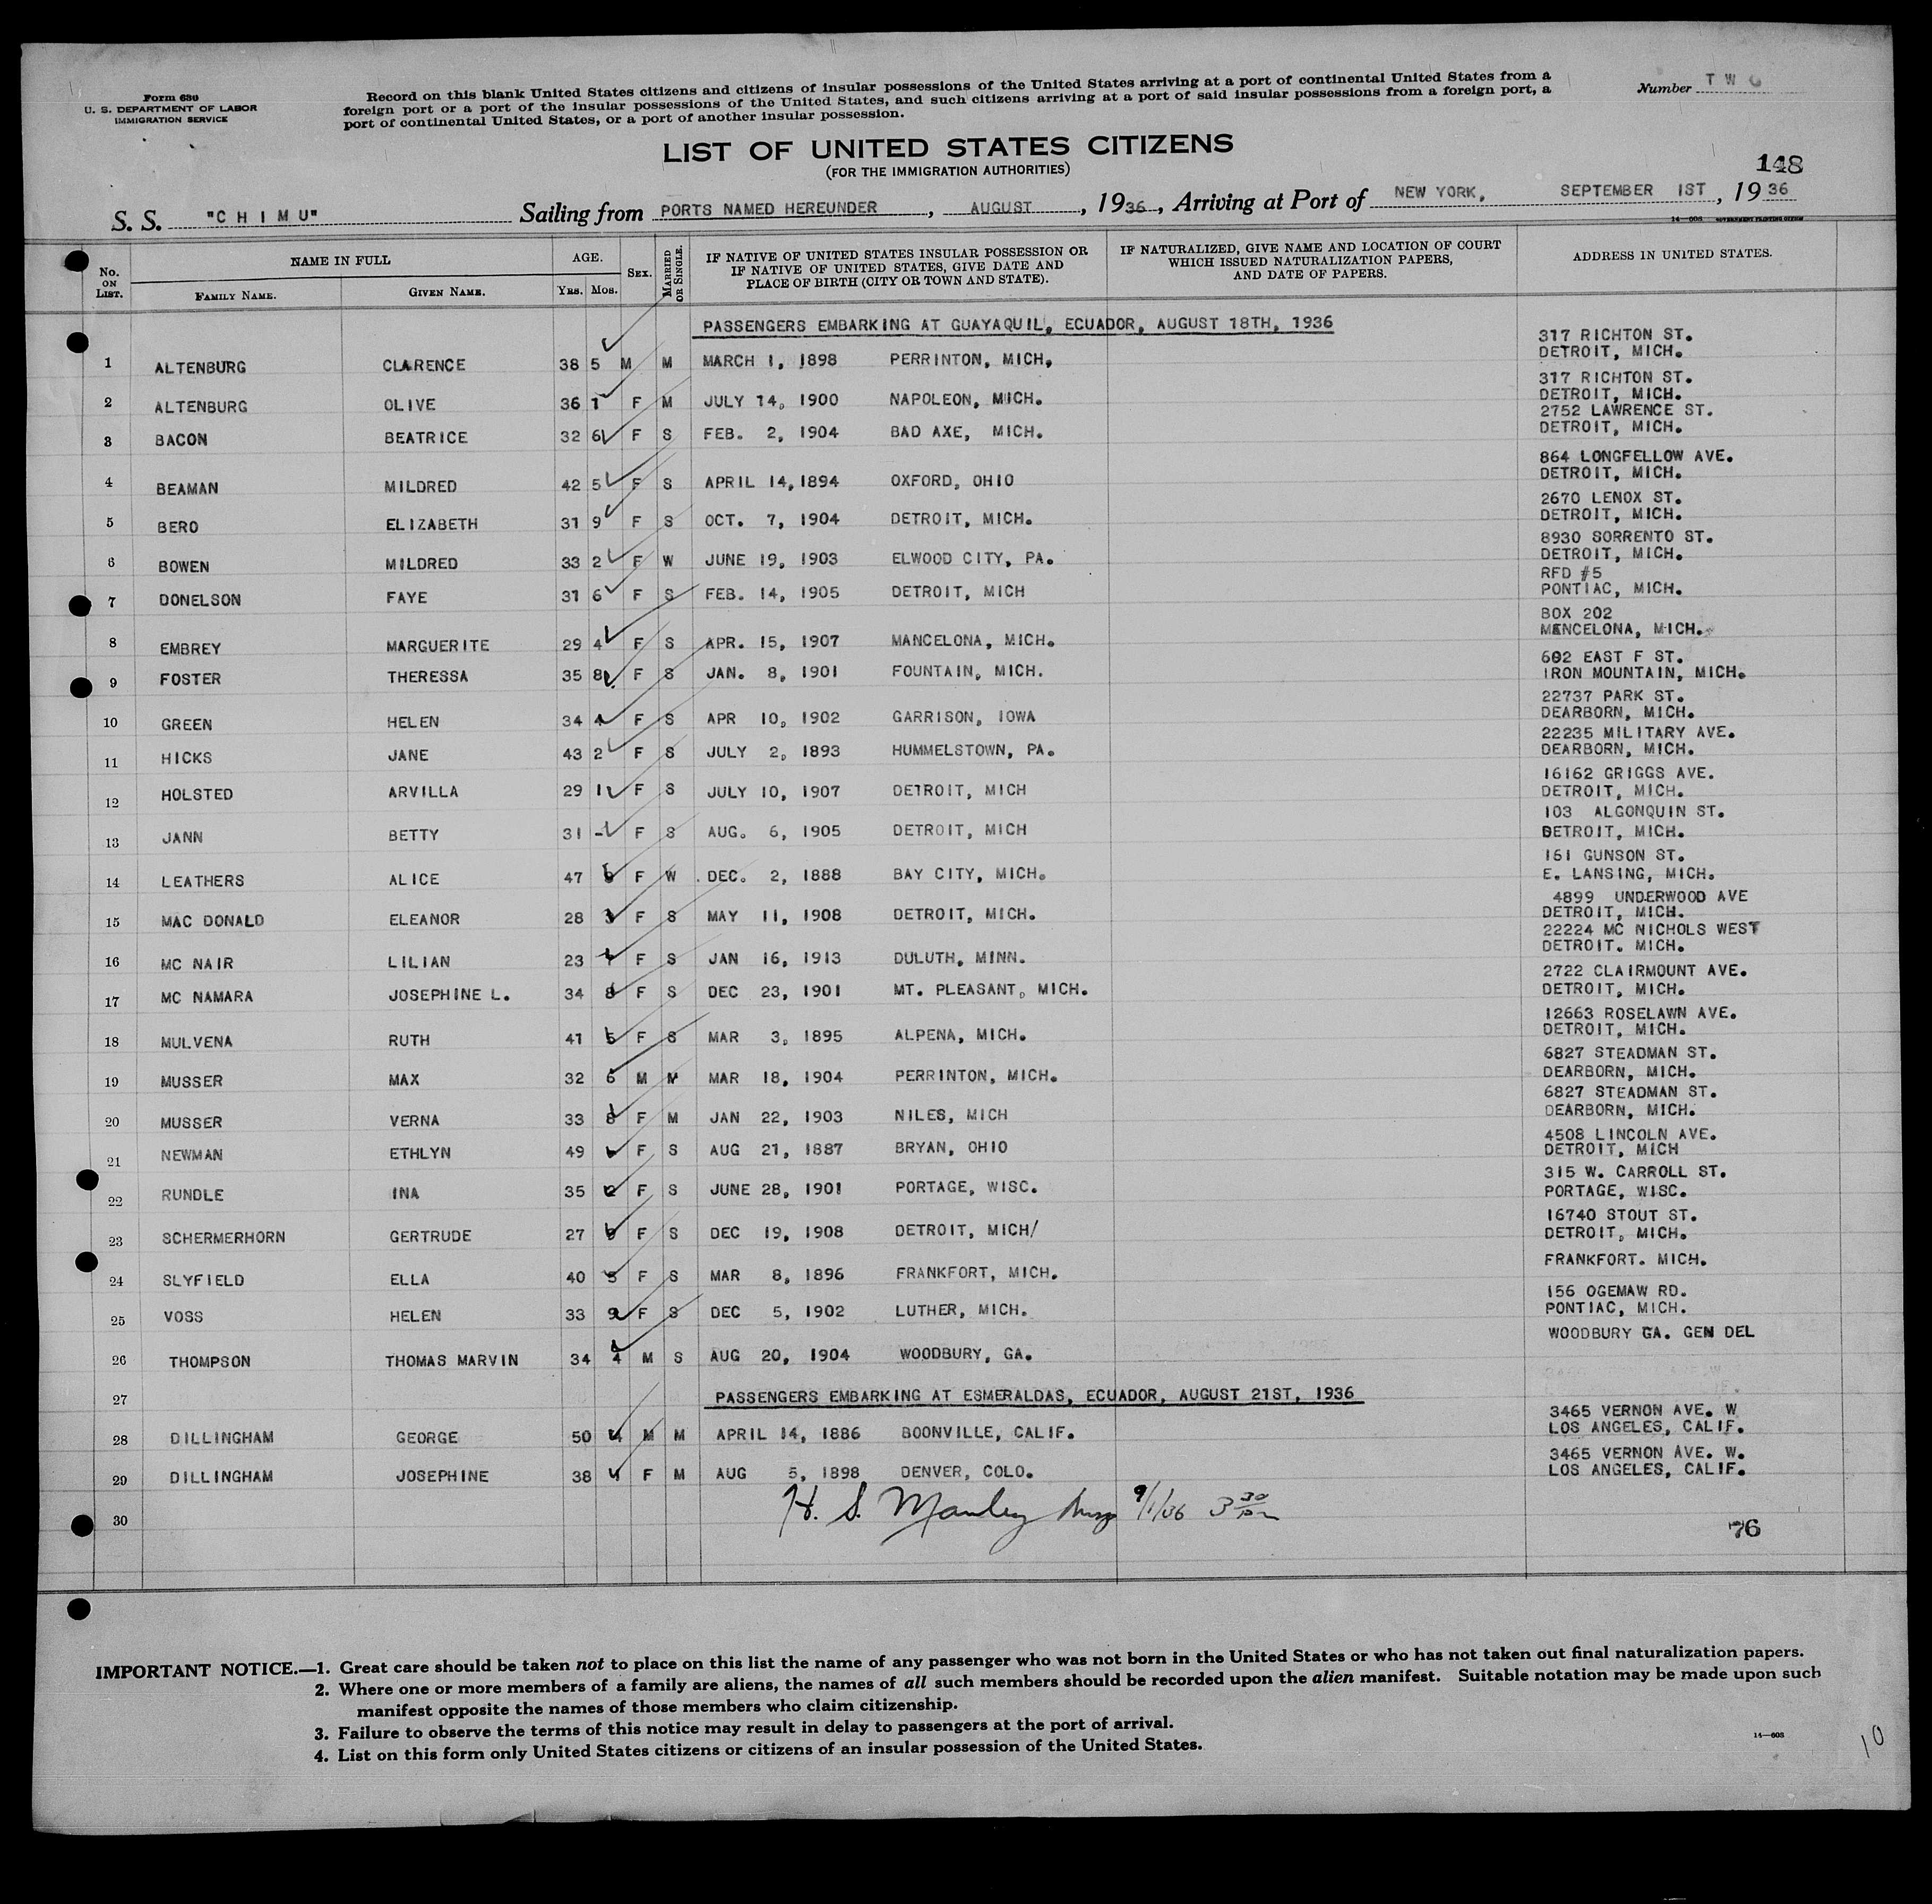 Form 630
U. S. DEPARTMENT OF LABOR
IMMIGRATION SERVICE
Record on this blank United States citizens and citizens of insular possessions of the United States arriving at a port of continental United States from a
foreign port or a port of the insular possessions of the United States, and such citizens arriving at a port of said insular possessions from a foreign port, a
port of continental United States, or a port of another insular possession.
Number T W
LIST OF UNITED STATES CITIZENS
(FOR THE IMMIGRATION AUTHORITIES)
148
S. S. "C H I M U" Sailing from PORTS NAMED HEREUNDER, AUGUST, 1936, Arriving at Port of NEW YORK, SEPTEMBER 1ST, 1936
14—608 GOVERNMENT PRINTING OFFICE
No. ON LIST. NAME IN FULL AGE. SEX. MARRIED OR SINGLE. IF NATIVE OF UNITED STATES INSULAR POSSESSION OR IF NATIVE OF UNITED STATES, GIVE DATE AND PLACE OF BIRTH (CITY OR TOWN AND STATE). IF NATURALIZED, GIVE NAME AND LOCATION OF COURT WHICH ISSUED NATURALIZATION PAPERS, AND DATE OF PAPERS. ADDRESS IN UNITED STATES.
FAMILY NAME. GIVEN NAME. YRS. MOS.
PASSENGERS EMBARKING AT GUAYAQUIL, ECUADOR, AUGUST 18TH, 1936
1 ALTENBURG CLARENCE 38 5 M M MARCH 1, 1898 PERRINTON, MICH, 317 RICHTON ST. DETROIT, MICH.
2 ALTENBURG OLIVE 36 1 F M JULY 14, 1900 NAPOLEON, MICH. 317 RICHTON ST. DETROIT, MICH.
3 BACON BEATRICE 32 6 F S FEB. 2, 1904 BAD AXE, MICH. 2752 LAWRENCE ST. DETROIT, MICH.
4 BEAMAN MILDRED 42 5 F S APRIL 14, 1894 OXFORD, OHIO 864 LONGFELLOW AVE. DETROIT, MICH.
5 BERO ELIZABETH 31 9 F S OCT. 7, 1904 DETROIT, MICH. 2670 LENOX ST. DETROIT, MICH.
6 BOWEN MILDRED 33 2 F W JUNE 19, 1903 ELWOOD CITY, PA. 8930 SORRENTO ST. DETROIT, MICH.
7 DONELSON FAYE 31 6 F S FEB. 14, 1905 DETROIT, MICH RFD #5 PONTIAC, MICH.
8 EMBREY MARGUERITE 29 4 F S APR. 15, 1907 MANCELONA, MICH. BOX 202 MENCELONA, MICH.
9 FOSTER THERESSA 35 8 F S JAN. 8, 1901 FOUNTAIN, MICH. 602 EAST F ST. IRON MOUNTAIN, MICH.
10 GREEN HELEN 34 4 F S APR 10, 1902 GARRISON, IOWA 22737 PARK ST. DEARBORN, MICH.
11 HICKS JANE 43 2 F S JULY 2, 1893 HUMMELSTOWN, PA. 22235 MILITARY AVE. DEARBORN, MICH.
12 HOLSTED ARVILLA 29 1 F S JULY 10, 1907 DETROIT, MICH 16162 GRIGGS AVE. DETROIT, MICH.
13 JANN BETTY 31 - F S AUG. 6, 1905 DETROIT, MICH 103 ALGONQUIN ST. DETROIT, MICH.
14 LEATHERS ALICE 47 F W DEC. 2, 1888 BAY CITY, MICH. 161 GUNSON ST. E. LANSING, MICH.
15 MAC DONALD ELEANOR 28 3 F S MAY 11, 1908 DETROIT, MICH. 4899 UNDERWOOD AVE DETROIT, MICH.
16 MC NAIR LILIAN 23 F S JAN 16, 1913 DULUTH, MINN. 22224 MC NICHOLS WEST DETROIT. MICH.
17 MC NAMARA JOSEPHINE L. 34 8 F S DEC 23, 1901 MT. PLEASANT, MICH. 2722 CLAIRMOUNT AVE. DETROIT, MICH.
18 MULVENA RUTH 41 5 F S MAR 3, 1895 ALPENA, MICH. 12663 ROSELAWN AVE. DETROIT, MICH.
19 MUSSER MAX 32 6 M M MAR 18, 1904 PERRINTON, MICH. 6827 STEADMAN ST. DEARBORN, MICH.
20 MUSSER VERNA 33 8 F M JAN 22, 1903 NILES, MICH 6827 STEADMAN ST. DEARBORN, MICH.
21 NEWMAN ETHLYN 49 F S AUG 21, 1887 BRYAN, OHIO 4508 LINCOLN AVE. DETROIT, MICH
22 RUNDLE INA 35 2 F S JUNE 28, 1901 PORTAGE, WISC. 315 W. CARROLL ST. PORTAGE, WISC.
23 SCHERMERHORN GERTRUDE 27 F S DEC 19, 1908 DETROIT, MICH/ 16740 STOUT ST. DETROIT, MICH.
24 SLYFIELD ELLA 40 5 F S MAR 8, 1896 FRANKFORT, MICH. FRANKFORT. MICH.
25 VOSS HELEN 33 9 F S DEC 5, 1902 LUTHER, MICH. 156 OGEMAW RD. PONTIAC, MICH.
26 THOMPSON THOMAS MARVIN 34 4 M S AUG 20, 1904 WOODBURY, GA. WOODBURY GA. GEN DEL
27 PASSENGERS EMBARKING AT ESMERALDAS, ECUADOR, AUGUST 21ST, 1936
28 DILLINGHAM GEORGE 50 4 M M APRIL 14, 1886 BOONVILLE, CALIF. 3465 VERNON AVE. W LOS ANGELES, CALIF.
29 DILLINGHAM JOSEPHINE 38 F M AUG 5, 1898 DENVER, COLO. 3465 VERNON AVE. W. LOS ANGELES, CALIF.
H. S. Manley Insp 9/1/36 3 30 pm
30
76
IMPORTANT NOTICE.—1. Great care should be taken not to place on this list the name of any passenger who was not born in the United States or who has not taken out final naturalization papers.
2. Where one or more members of a family are aliens, the names of all such members should be recorded upon the alien manifest. Suitable notation may be made upon such
manifest opposite the names of those members who claim citizenship.
3. Failure to observe the terms of this notice may result in delay to passengers at the port of arrival.
4. List on this form only United States citizens or citizens of an insular possession of the United States.
14—608
10